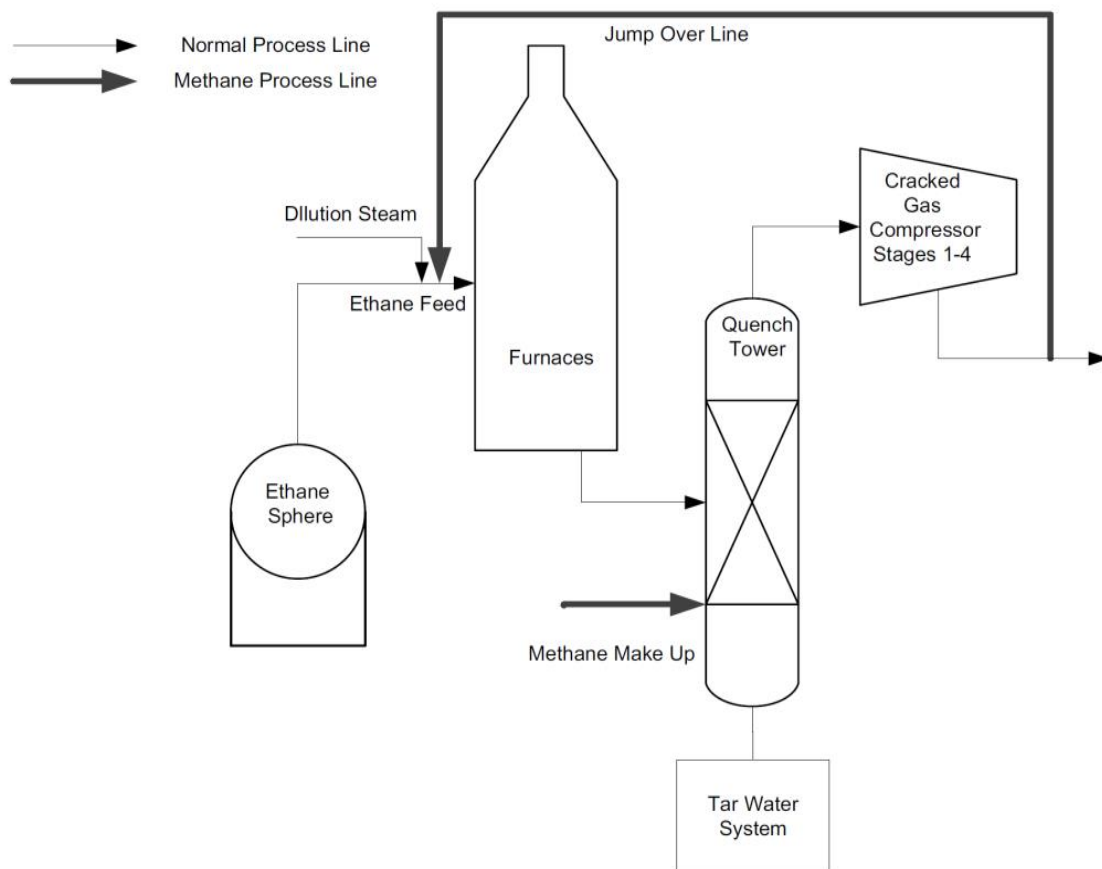 Jump Over Line
Normal Process Line
Methane Process Line
Cracked
Gas
Compressor
Stages 1-4
DIlution Steam
Ethane Feed
Quench
Tower
Furnaces
Ethane
Sphere
Methane Make Up
Tar Water
System